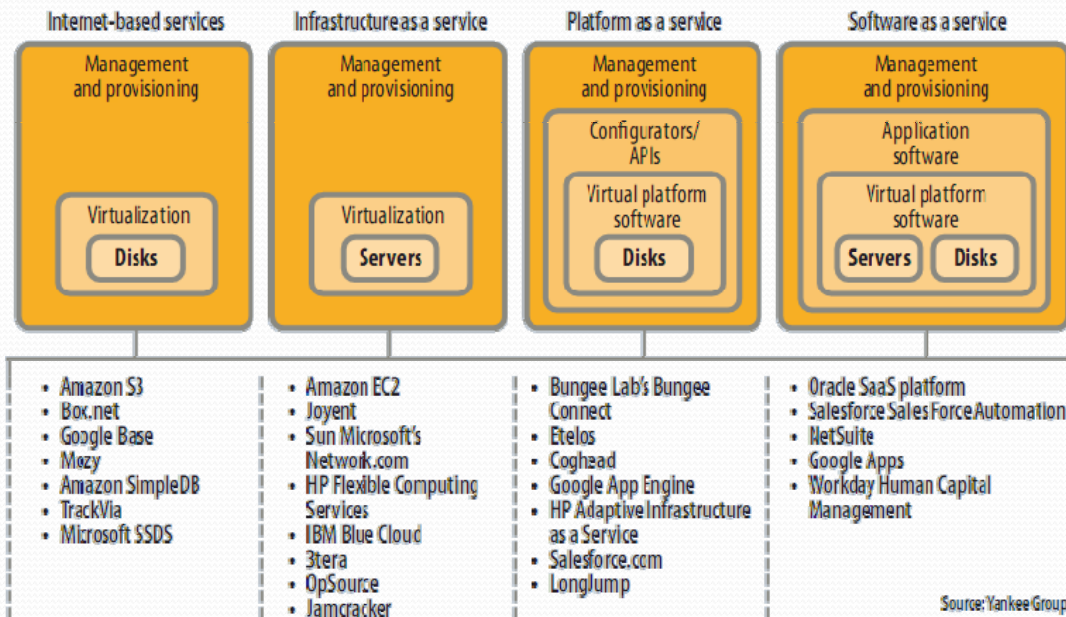 Internet-based services
Management
and provisioning
Virtualization
Disks
Infrastructure as a service
Management
and provisioning
Virtualization
Servers
Platform as a service
Management
and provisioning
Configurators/
APIs
Virtual platform
software
Disks
Software as a service
Management
and provisioning
Application
software
Virtual platform
software
Servers
Disks
• Amazon S3
• Box.net
• Google Base
• Mozy
• Amazon SimpleDB
• TrackVia
• Microsoft SSDS
• Amazon EC2
• Joyent
• Sun Microsoft's
Network.com
• HP Flexible Computing
Services
• IBM Blue Cloud
• 3tera
• OpSource
• Jamcracker
• Bungee Lab's Bungee
Connect
• Etelos
• Coghead
• Google App Engine
• HP Adaptive Infrastructure
as a Service
• Salesforce.com
• LongJump
• Oracle SaaS platform
• Salesforce Sales Force Automation
• NetSuite
• Google Apps
• Workday Human Capital
Management
Source: Yankee Group